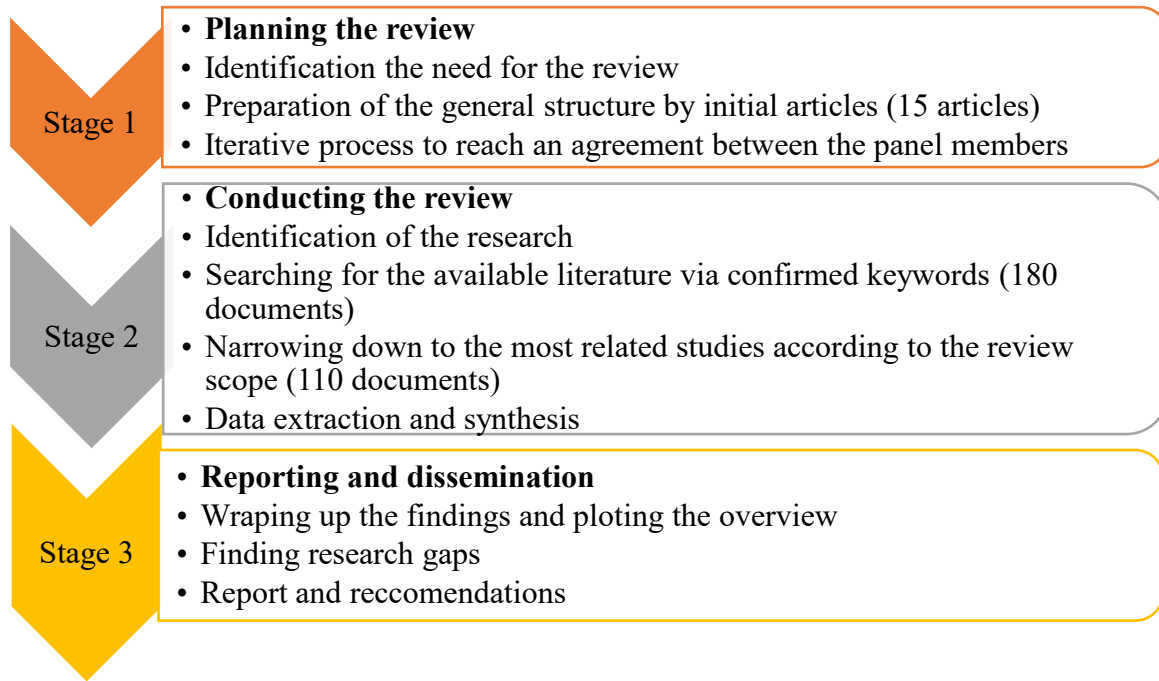 Stage 1
• Planning the review
• Identification the need for the review
• Preparation of the general structure by initial articles (15 articles)
• Iterative process to reach an agreement between the panel members
Stage 2
• Conducting the review
• Identification of the research
• Searching for the available literature via confirmed keywords (180
documents)
• Narrowing down to the most related studies according to the review
scope (110 documents)
• Data extraction and synthesis
Stage 3
• Reporting and dissemination
• Wraping up the findings and ploting the overview
• Finding research gaps
• Report and reccomendations